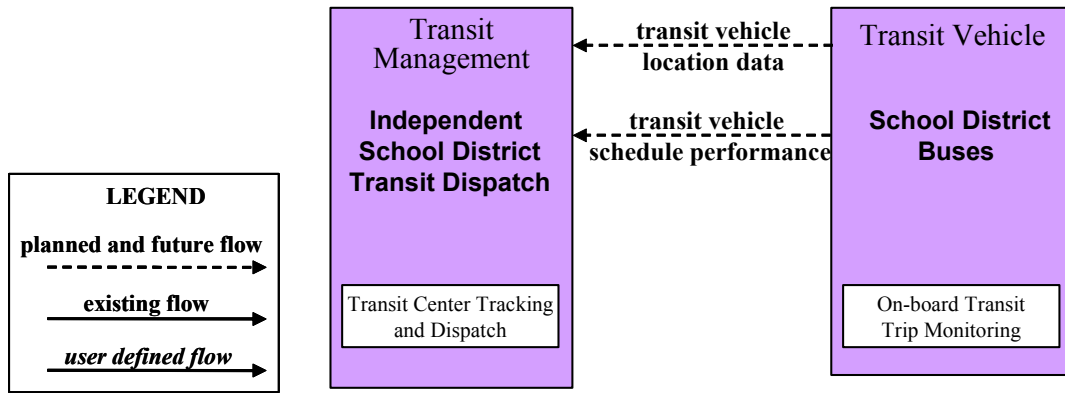 Transit
Management
Independent
School District
Transit Dispatch
Transit Center Tracking
and Dispatch
transit vehicle
location data
transit vehicle
schedule performance
Transit Vehicle
School District
Buses
On-board Transit
Trip Monitoring
LEGEND
planned and future flow
existing flow
user defined flow